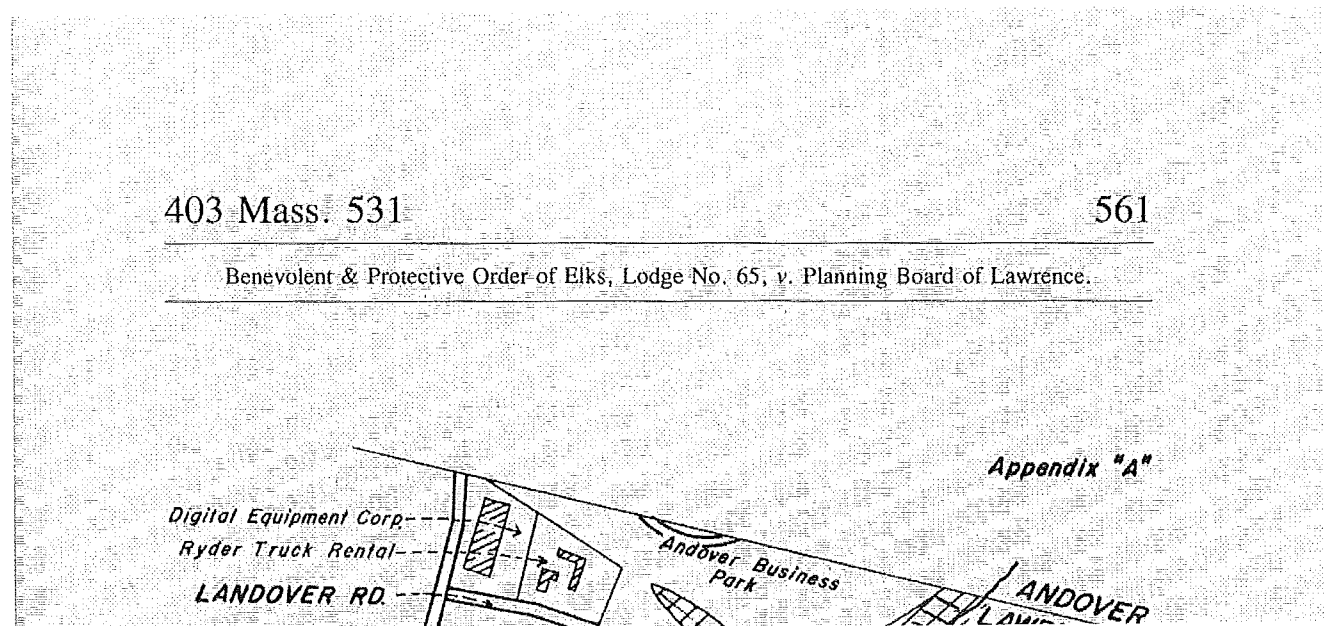 403 Mass. 531 561
Benevolent & Protective Order of Elks, Lodge No. 65, v. Planning Board of Lawrence.
Appendix "A"
Digital Equipment Corp.
Ryder Truck Rental
Andover Business
Park
LANDOVER RD.
ANDOVER